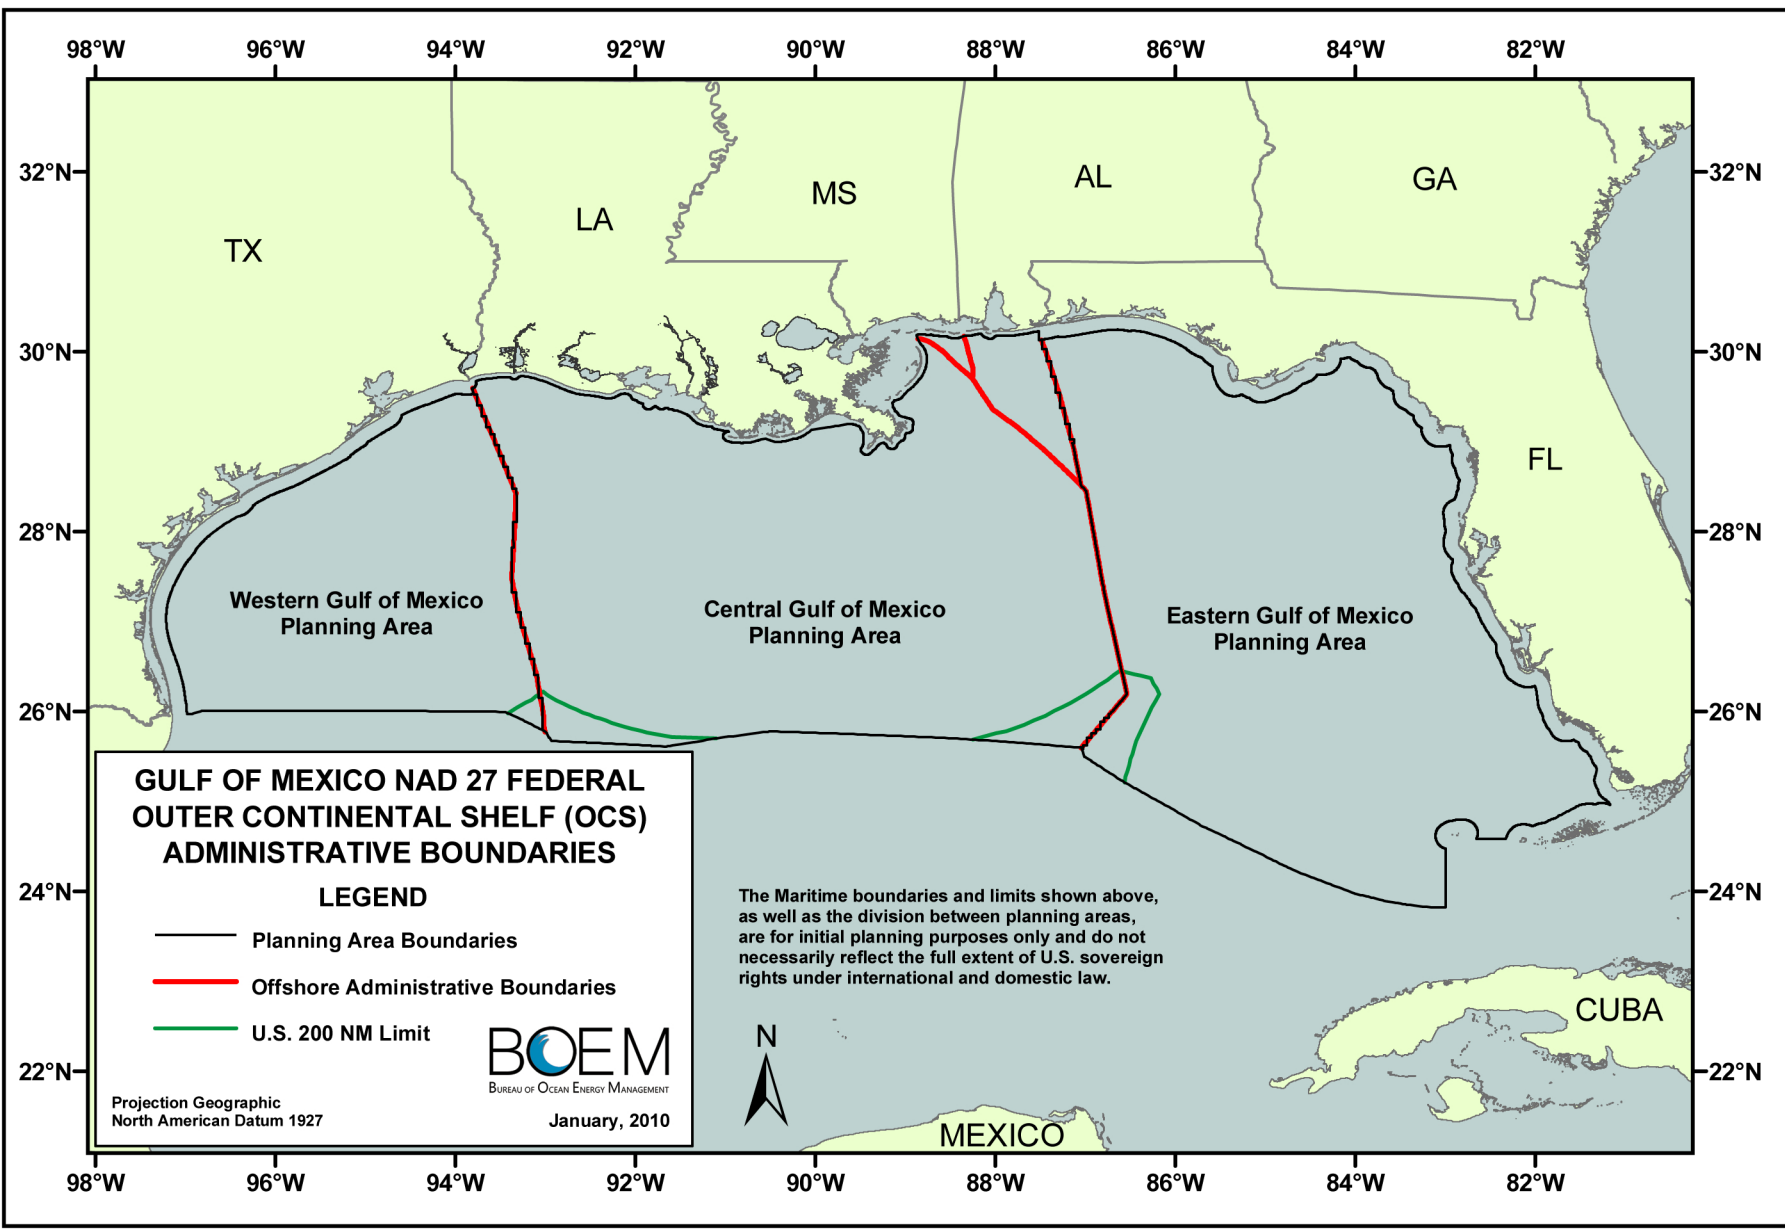 98°W 96°W 94°W 92°W 90°W 88°W 86°W 84°W 82°W
32°N 32°N
TX
LA
MS
AL
GA
30°N 30°N
FL
28°N 28°N
Western Gulf of Mexico
Planning Area
Central Gulf of Mexico
Planning Area
Eastern Gulf of Mexico
Planning Area
26°N 26°N
GULF OF MEXICO NAD 27 FEDERAL
OUTER CONTINENTAL SHELF (OCS)
ADMINISTRATIVE BOUNDARIES
LEGEND
Planning Area Boundaries
Offshore Administrative Boundaries
U.S. 200 NM Limit
BOEM
BUREAU OF OCEAN ENERGY MANAGEMENT
Projection Geographic
North American Datum 1927
January, 2010
24°N 24°N
The Maritime boundaries and limits shown above,
as well as the division between planning areas,
are for initial planning purposes only and do not
necessarily reflect the full extent of U.S. sovereign
rights under international and domestic law.
N
CUBA
22°N 22°N
MEXICO
98°W 96°W 94°W 92°W 90°W 88°W 86°W 84°W 82°W